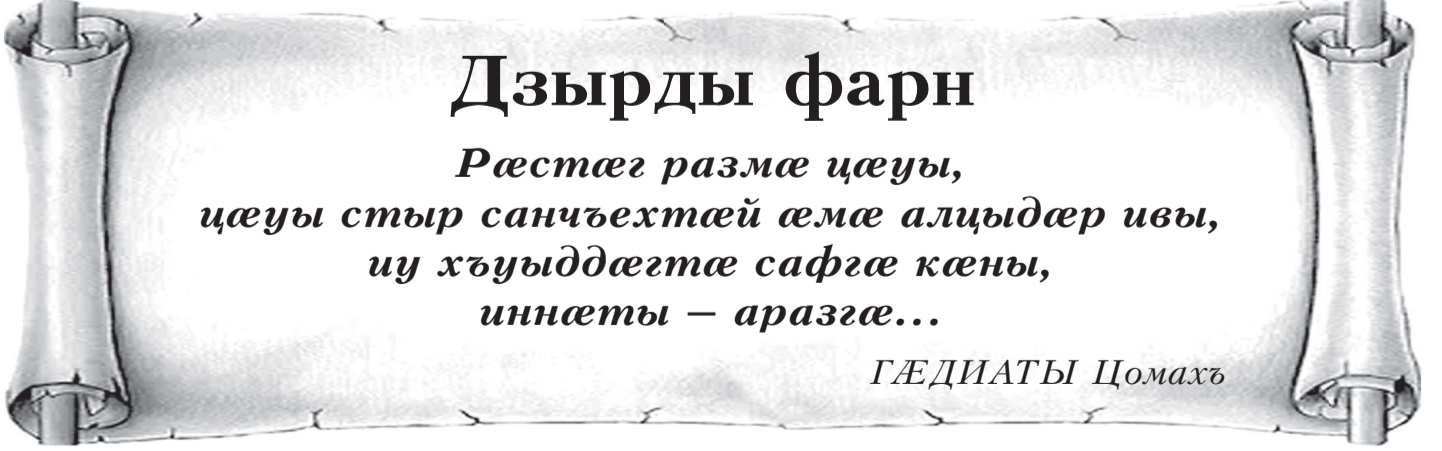 Дзырды фарн
Рæстæг размæ цæуы,
цæуы стыр санчъехтæй æмæ алцыдæр ивы,
иу хъуыддæгтæ сафгæ кæны,
иннæты – аразгæ...
ГÆДИАТЫ Цомахъ